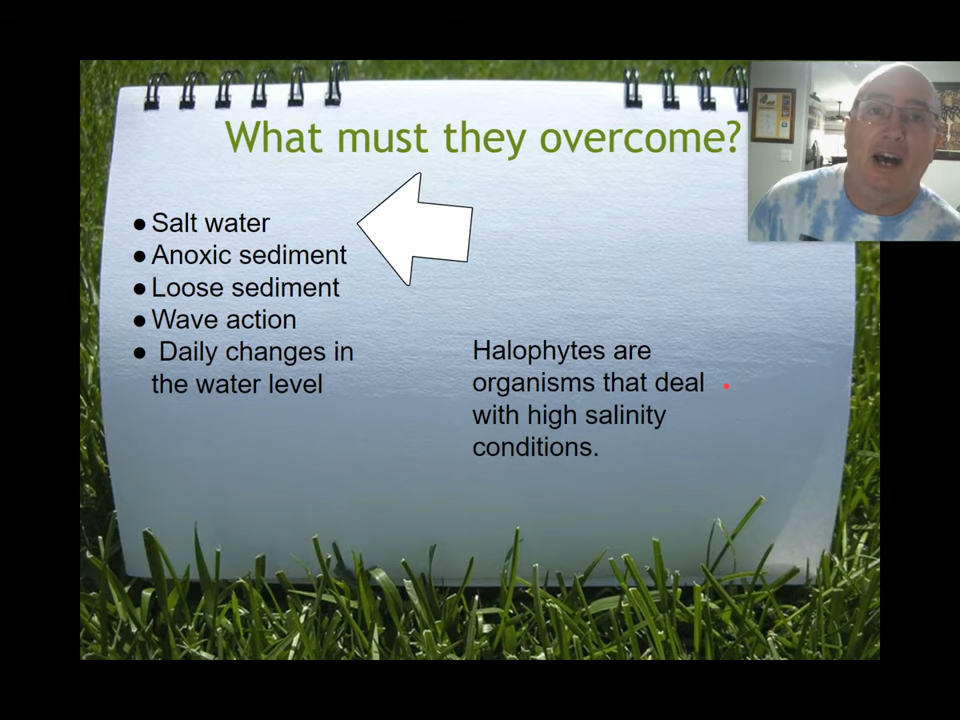 What must they overcome?
● Salt water
● Anoxic sediment
● Loose sediment
● Wave action
● Daily changes in
the water level
Halophytes are
organisms that deal
with high salinity
conditions.